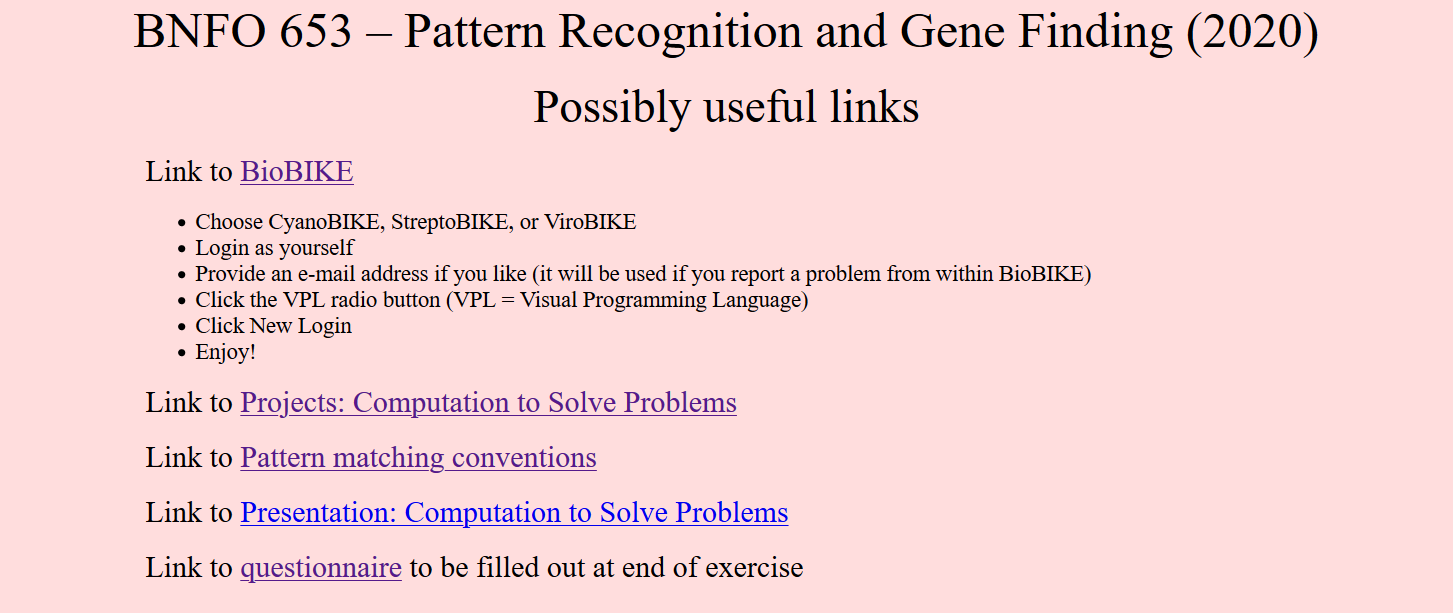 BNFO 653 – Pattern Recognition and Gene Finding (2020)
Possibly useful links
Link to BioBIKE
• Choose CyanoBIKE, StreptoBIKE, or ViroBIKE
• Login as yourself
• Provide an e-mail address if you like (it will be used if you report a problem from within BioBIKE)
• Click the VPL radio button (VPL = Visual Programming Language)
• Click New Login
• Enjoy!
Link to Projects: Computation to Solve Problems
Link to Pattern matching conventions
Link to Presentation: Computation to Solve Problems
Link to questionnaire to be filled out at end of exercise